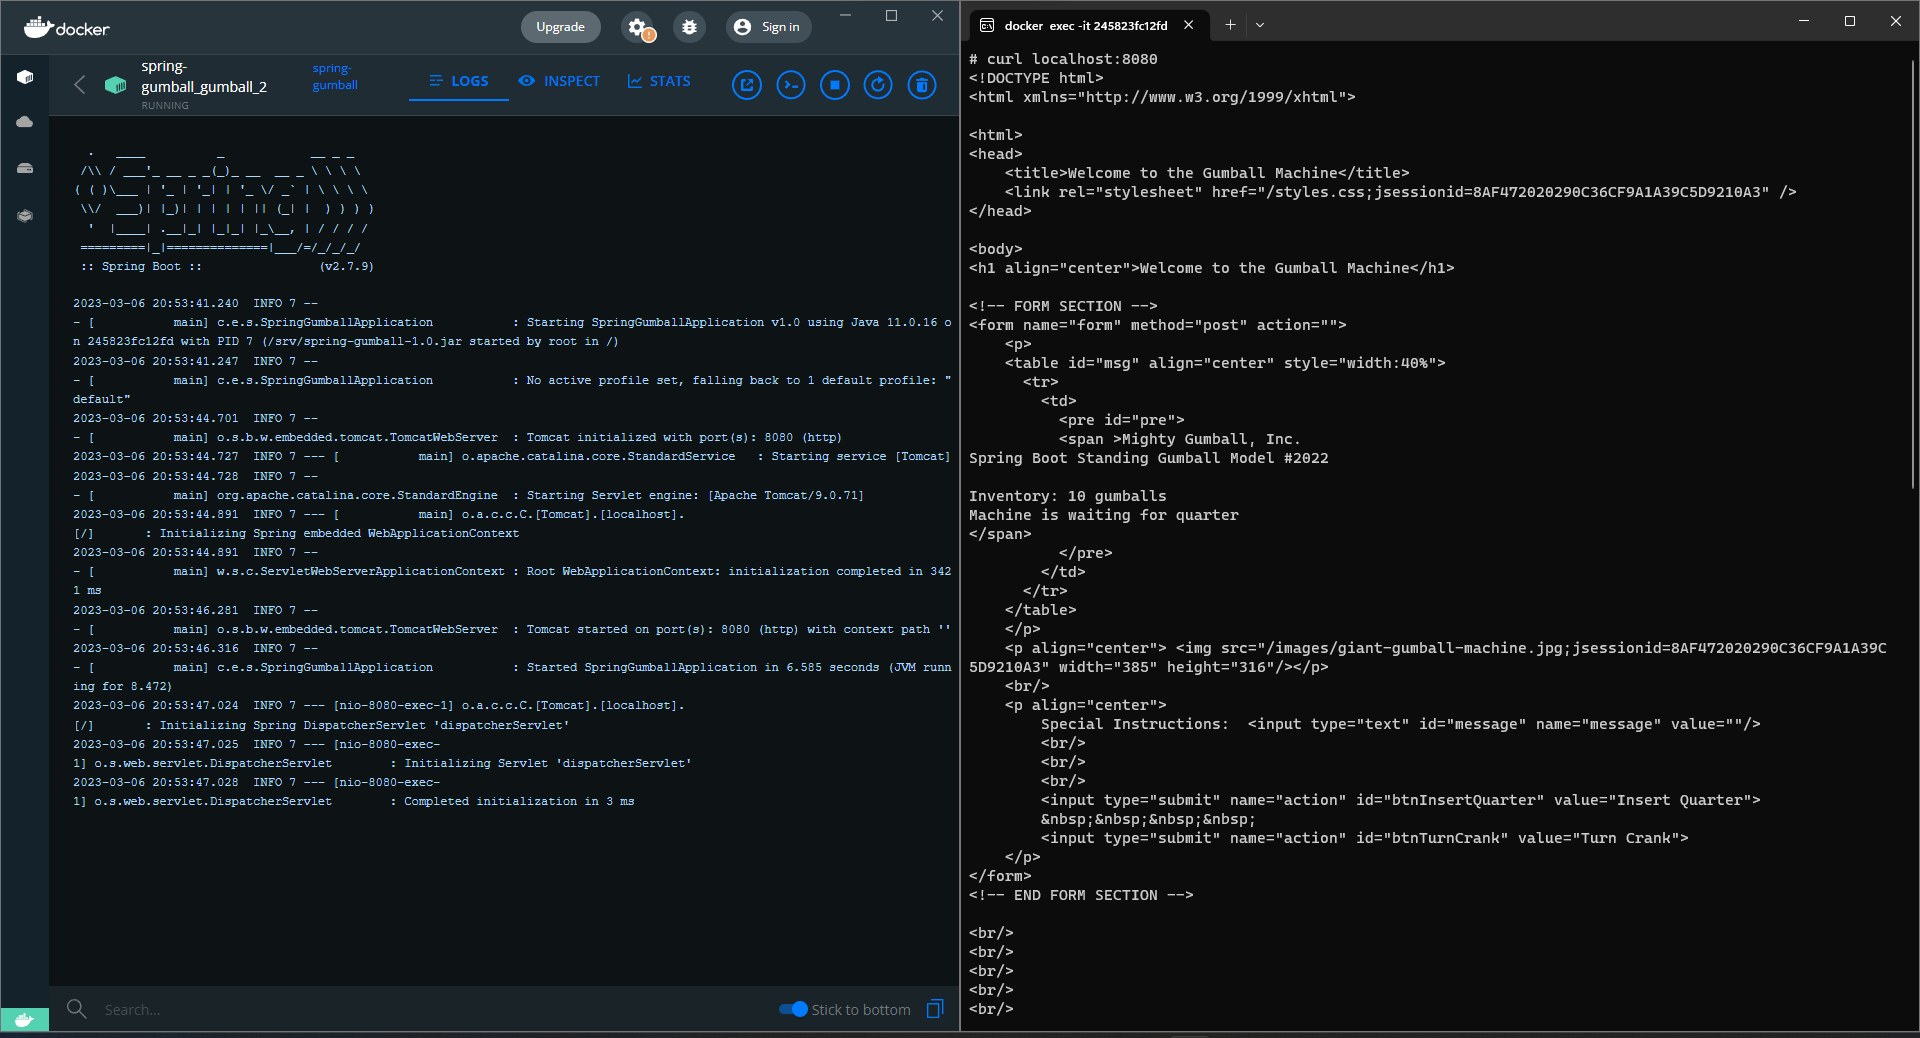 docker
Upgrade
Sign in
spring-
gumball_gumball_2
RUNNING
spring-
gumball
LOGS
INSPECT
STATS
  .   ____          _            __ _ _
 /\\ / ___'_ __ _ _(_)_ __  __ _ \ \ \ \
( ( )\___ | '_ | '_| | '_ \/ _` | \ \ \ \
 \\/  ___)| |_)| | | | | || (_| |  ) ) ) )
  '  |____| .__|_| |_|_| |_\__, | / / / /
 =========|_|==============|___/=/_/_/_/
 :: Spring Boot ::                (v2.7.9)
2023-03-06 20:53:41.240  INFO 7 --
- [           main] c.e.s.SpringGumballApplication           : Starting SpringGumballApplication v1.0 using Java 11.0.16 o
n 245823fc12fd with PID 7 (/srv/spring-gumball-1.0.jar started by root in /)
2023-03-06 20:53:41.247  INFO 7 --
- [           main] c.e.s.SpringGumballApplication           : No active profile set, falling back to 1 default profile: "
default"
2023-03-06 20:53:44.701  INFO 7 --
- [           main] o.s.b.w.embedded.tomcat.TomcatWebServer  : Tomcat initialized with port(s): 8080 (http)
2023-03-06 20:53:44.727  INFO 7 --- [           main] o.apache.catalina.core.StandardService   : Starting service [Tomcat]
2023-03-06 20:53:44.728  INFO 7 --
- [           main] org.apache.catalina.core.StandardEngine  : Starting Servlet engine: [Apache Tomcat/9.0.71]
2023-03-06 20:53:44.891  INFO 7 --- [           main] o.a.c.c.C.[Tomcat].[localhost].
[/]       : Initializing Spring embedded WebApplicationContext
2023-03-06 20:53:44.891  INFO 7 --
- [           main] w.s.c.ServletWebServerApplicationContext : Root WebApplicationContext: initialization completed in 342
1 ms
2023-03-06 20:53:46.281  INFO 7 --
- [           main] o.s.b.w.embedded.tomcat.TomcatWebServer  : Tomcat started on port(s): 8080 (http) with context path ''
2023-03-06 20:53:46.316  INFO 7 --
- [           main] c.e.s.SpringGumballApplication           : Started SpringGumballApplication in 6.585 seconds (JVM runn
ing for 8.472)
2023-03-06 20:53:47.024  INFO 7 --- [nio-8080-exec-1] o.a.c.c.C.[Tomcat].[localhost].
[/]       : Initializing Spring DispatcherServlet 'dispatcherServlet'
2023-03-06 20:53:47.025  INFO 7 --- [nio-8080-exec-
1] o.s.web.servlet.DispatcherServlet        : Initializing Servlet 'dispatcherServlet'
2023-03-06 20:53:47.028  INFO 7 --- [nio-8080-exec-
1] o.s.web.servlet.DispatcherServlet        : Completed initialization in 3 ms
Search...
Stick to bottom
docker  exec -it 245823fc12fd
# curl localhost:8080
<!DOCTYPE html>
<html xmlns="http://www.w3.org/1999/xhtml">
<html>
<head>
    <title>Welcome to the Gumball Machine</title>
    <link rel="stylesheet" href="/styles.css;jsessionid=8AF472020290C36CF9A1A39C5D9210A3" />
</head>
<body>
<h1 align="center">Welcome to the Gumball Machine</h1>
<!-- FORM SECTION -->
<form name="form" method="post" action="">
    <p>
    <table id="msg" align="center" style="width:40%">
      <tr>
        <td>
          <pre id="pre">
          <span >Mighty Gumball, Inc.
Spring Boot Standing Gumball Model #2022
Inventory: 10 gumballs
Machine is waiting for quarter
</span>
          </pre>
        </td>
      </tr>
    </table>
    </p>
    <p align="center"> <img src="/images/giant-gumball-machine.jpg;jsessionid=8AF472020290C36CF9A1A39C
5D9210A3" width="385" height="316"/></p>
    <br/>
    <p align="center">
        Special Instructions:  <input type="text" id="message" name="message" value=""/>
        <br/>
        <br/>
        <br/>
        <input type="submit" name="action" id="btnInsertQuarter" value="Insert Quarter">
        &nbsp;&nbsp;&nbsp;&nbsp;
        <input type="submit" name="action" id="btnTurnCrank" value="Turn Crank">
    </p>
</form>
<!-- END FORM SECTION -->
<br/>
<br/>
<br/>
<br/>
<br/>